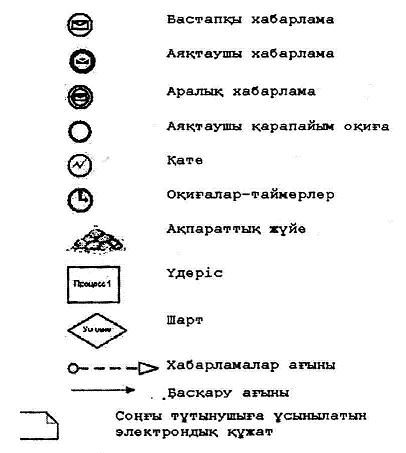 Бастапқы хабарлама
Аяқтаушы хабарлама
Аралық хабарлама
Аяқтаушы қарапайым оқиға
Қате
Оқиғалар-таймерлер
Ақпараттық жүйе
Процесс 1
Үдеріс
Шарт
Хабарламалар ағыны
Басқару ағыны
Соңғы тұтынушыға ұсынылатын
электрондық құжат